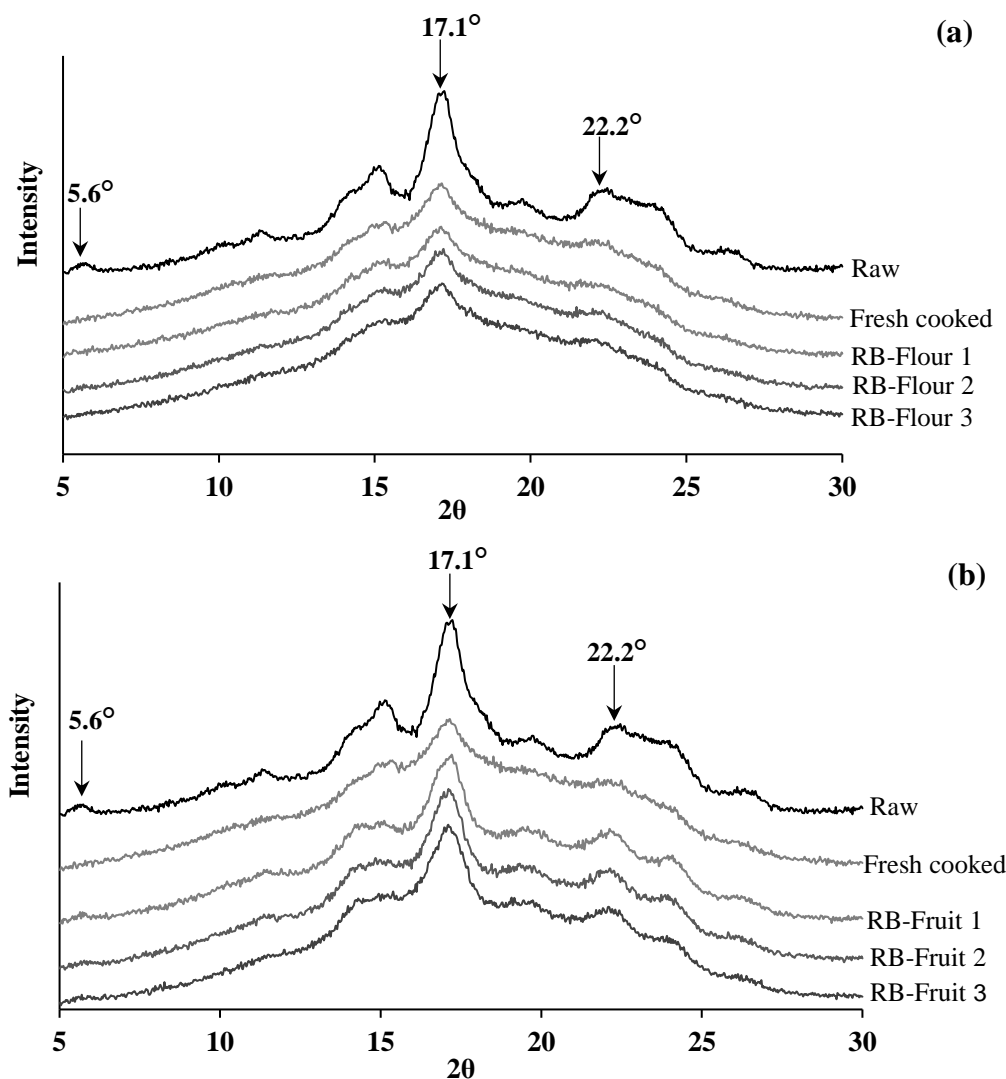 (a)
17.1°
22.2°
5.6°
Intensity
Raw
Fresh cooked
RB-Flour 1
RB-Flour 2
RB-Flour 3
5 10 15 20 25 30
2θ
(b)
17.1°
22.2°
5.6°
Intensity
Raw
Fresh cooked
RB-Fruit 1
RB-Fruit 2
RB-Fruit 3
5 10 15 20 25 30
2θ